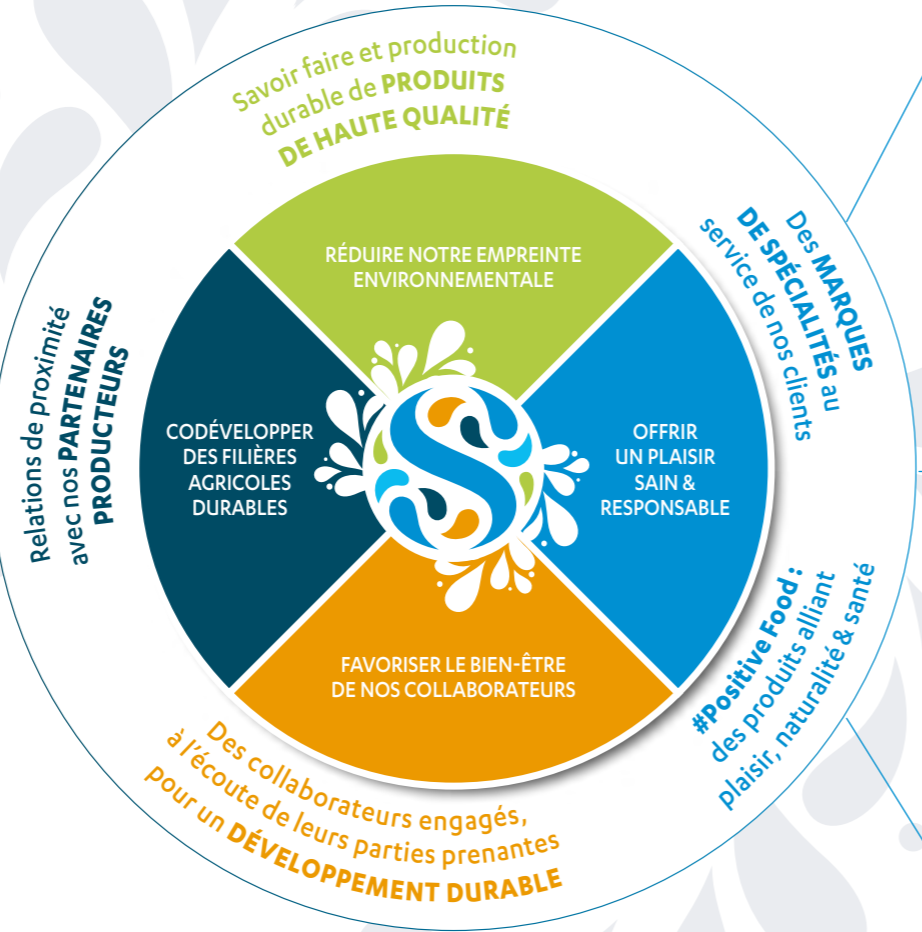 Savoir faire et production
durable de PRODUITS
DE HAUTE QUALITÉ
RÉDUIRE NOTRE EMPREINTE
ENVIRONNEMENTALE
Des MARQUES
DE SPÉCIALITÉS au
service de nos clients
OFFRIR
UN PLAISIR
SAIN &
RESPONSABLE
#Positive Food :
des produits alliant
plaisir, naturalité & santé
FAVORISER LE BIEN-ÊTRE
DE NOS COLLABORATEURS
Des collaborateurs engagés,
à l'écoute de leurs parties prenantes
pour un DÉVELOPPEMENT DURABLE
CODÉVELOPPER
DES FILIÈRES
AGRICOLES
DURABLES
Relations de proximité
avec nos PARTENAIRES
PRODUCTEURS
S